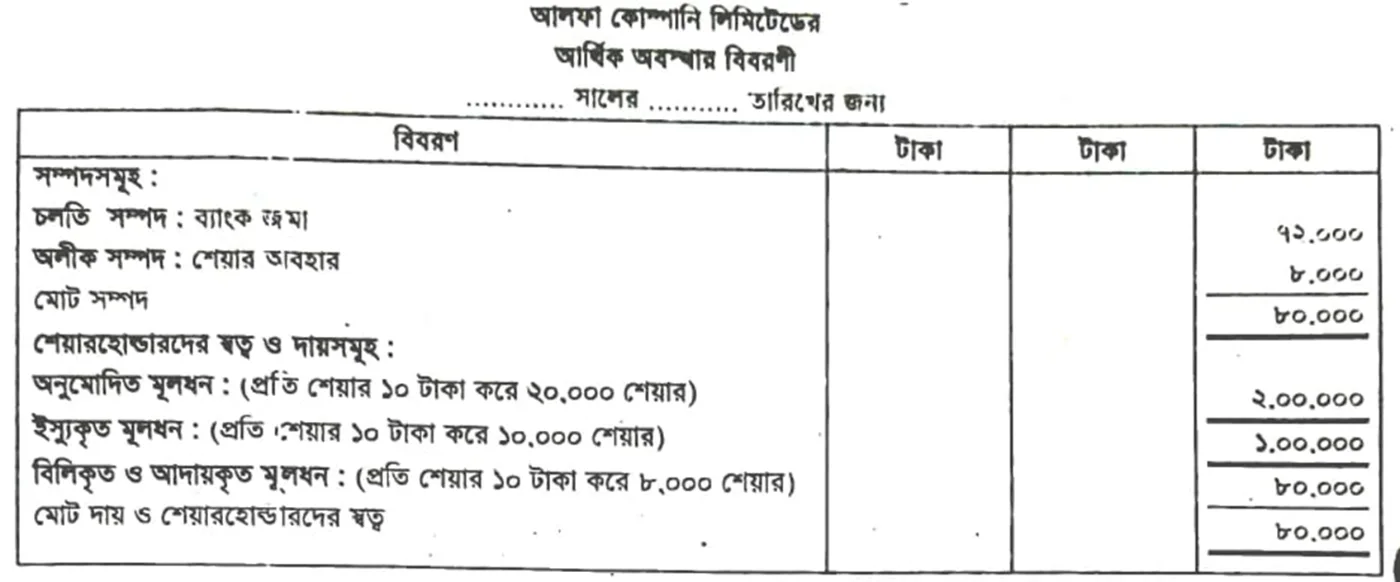 আলফা কোম্পানি লিমিটেডের
আর্থিক অবস্থার বিবরণী
............ সালের ........... তারিখের জন্য
বিবরণ টাকা টাকা টাকা
সম্পদসমূহ :
চলতি সম্পদ : ব্যাংক জমা ৭২,০০০
অলীক সম্পদ : শেয়ার অবহার ৮,০০০
মোট সম্পদ ৮০,০০০
শেয়ারহোল্ডারদের স্বত্ব ও দায়সমূহ :
অনুমোদিত মূলধন : (প্রতি শেয়ার ১০ টাকা করে ২০,০০০ শেয়ার) ২,০০,০০০
ইস্যুকৃত মূলধন : (প্রতি শেয়ার ১০ টাকা করে ১০,০০০ শেয়ার) ১,০০,০০০
বিলিকৃত ও আদায়কৃত মূলধন : (প্রতি শেয়ার ১০ টাকা করে ৮,০০০ শেয়ার) ৮০,০০০
মোট দায় ও শেয়ারহোল্ডারদের স্বত্ব ৮০,০০০